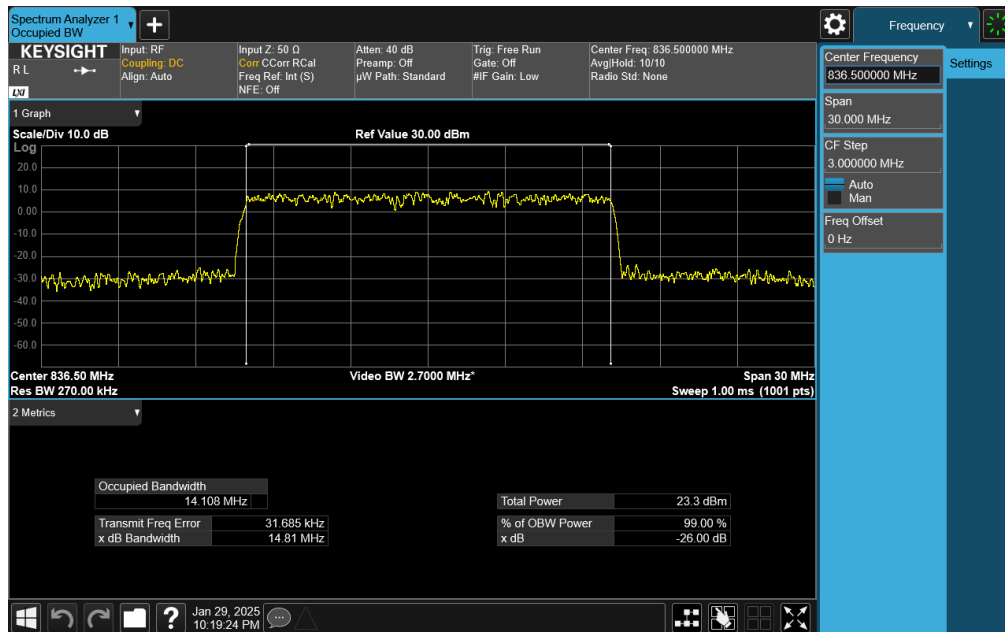 Spectrum Analyzer 1
Occupied BW
Frequency
KEYSIGHT
R L
LXI
Input: RF
Coupling: DC
Align: Auto
Input Z: 50 Ω
Corr CCorr RCal
Freq Ref: Int (S)
NFE: Off
Atten: 40 dB
Preamp: Off
µW Path: Standard
Trig: Free Run
Gate: Off
#IF Gain: Low
Center Freq: 836.500000 MHz
Avg|Hold: 10/10
Radio Std: None
Center Frequency
836.500000 MHz
Settings
Span
30.000 MHz
CF Step
3.000000 MHz
Auto
Man
Freq Offset
0 Hz
1 Graph
Scale/Div 10.0 dB
Ref Value 30.00 dBm
Log
20.0
10.0
0.00
-10.0
-20.0
-30.0
-40.0
-50.0
-60.0
Center 836.50 MHz
Video BW 2.7000 MHz*
Span 30 MHz
Res BW 270.00 kHz
Sweep 1.00 ms (1001 pts)
2 Metrics
Occupied Bandwidth
14.108 MHz
Total Power 23.3 dBm
Transmit Freq Error 31.685 kHz
% of OBW Power 99.00 %
x dB Bandwidth 14.81 MHz
x dB -26.00 dB
Jan 29, 2025
10:19:24 PM